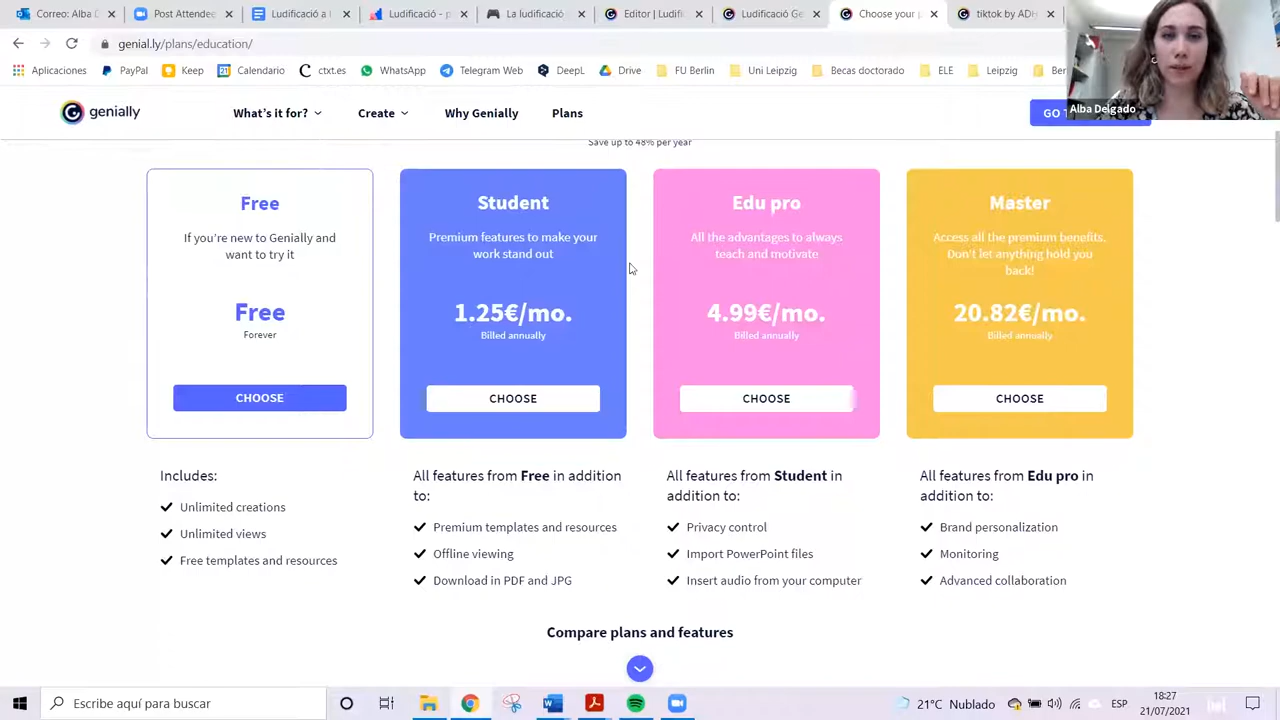 Aplicaciones
Post Attende
Ludificació a l
Ludificació - p
La ludificació
Editor | Ludifi
Ludificació Ge
Choose your
tiktok by ADI
genial.ly/plans/education/
Aplicaciones
PayPal
Keep
Calendario
ctxt.es
WhatsApp
Telegram Web
DeepL
Drive
FU Berlin
Uni Leipzig
Becas doctorado
ELE
Leipzig
Ber
Alba Delgado
genially
What's it for?
Create
Why Genially
Plans
GO
Save up to 48% per year
Free
If you're new to Genially and
want to try it
Free
Forever
CHOOSE
Student
Premium features to make your
work stand out
1.25€/mo.
Billed annually
CHOOSE
Edu pro
All the advantages to always
teach and motivate
4.99€/mo.
Billed annually
CHOOSE
Master
Access all the premium benefits.
Don't let anything hold you
back!
20.82€/mo.
Billed annually
CHOOSE
Includes:
Unlimited creations
Unlimited views
Free templates and resources
All features from Free in addition
to:
Premium templates and resources
Offline viewing
Download in PDF and JPG
All features from Student in
addition to:
Privacy control
Import PowerPoint files
Insert audio from your computer
All features from Edu pro in
addition to:
Brand personalization
Monitoring
Advanced collaboration
Compare plans and features
Escribe aquí para buscar
21°C Nublado
ESP
18:27
21/07/2021